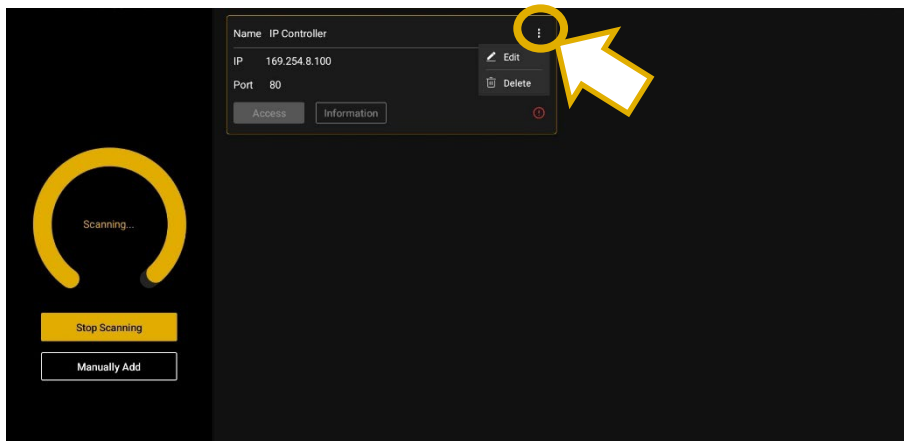 Name IP Controller
IP 169.254.8.100
Edit
Port 80
Delete
Access Information
Scanning...
Stop Scanning
Manually Add